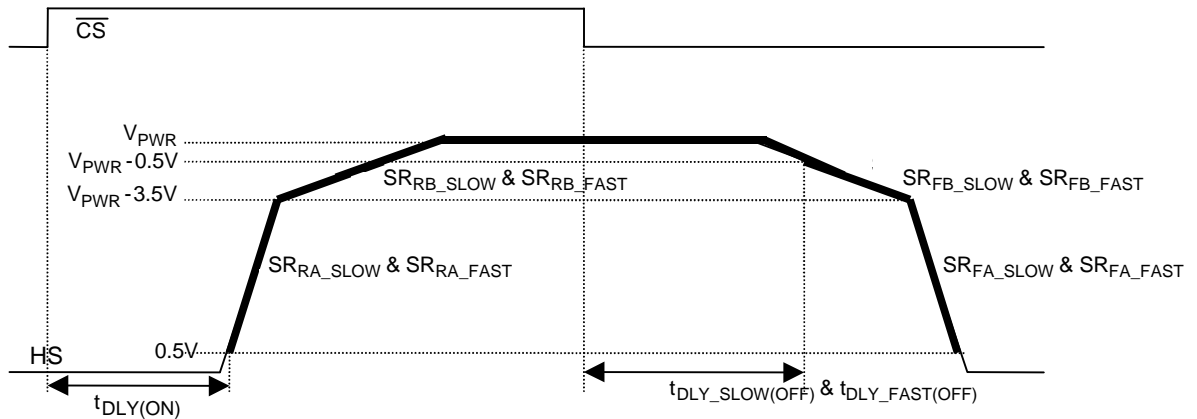 CS
VPWR
VPWR -0.5V
SRRB_SLOW & SRRB_FAST
SRFB_SLOW & SRFB_FAST
VPWR -3.5V
SRRA_SLOW & SRRA_FAST
SRFA_SLOW & SRFA_FAST
HS
0.5V
tDLY(ON)
tDLY_SLOW(OFF) & tDLY_FAST(OFF)